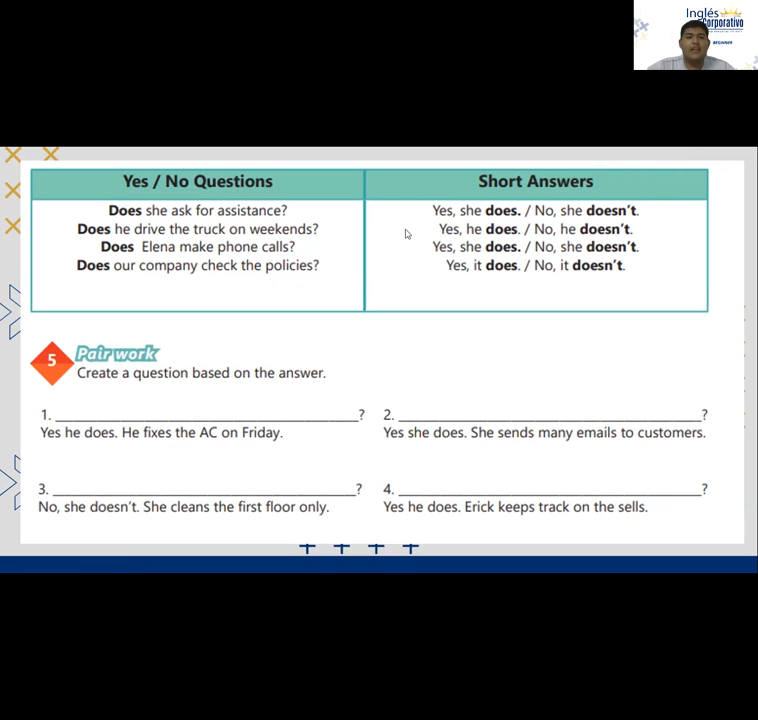 Inglés
Corporativo
BEGINNER
Yes / No Questions
Short Answers
Does she ask for assistance?
Yes, she does. / No, she doesn't.
Does he drive the truck on weekends?
Yes, he does. / No, he doesn't.
Does Elena make phone calls?
Yes, she does. / No, she doesn't.
Does our company check the policies?
Yes, it does. / No, it doesn't.
5
Pair work
Create a question based on the answer.
1. ______________________________________?
Yes he does. He fixes the AC on Friday.
2. ______________________________________?
Yes she does. She sends many emails to customers.
3. ______________________________________?
No, she doesn't. She cleans the first floor only.
4. ______________________________________?
Yes he does. Erick keeps track on the sells.